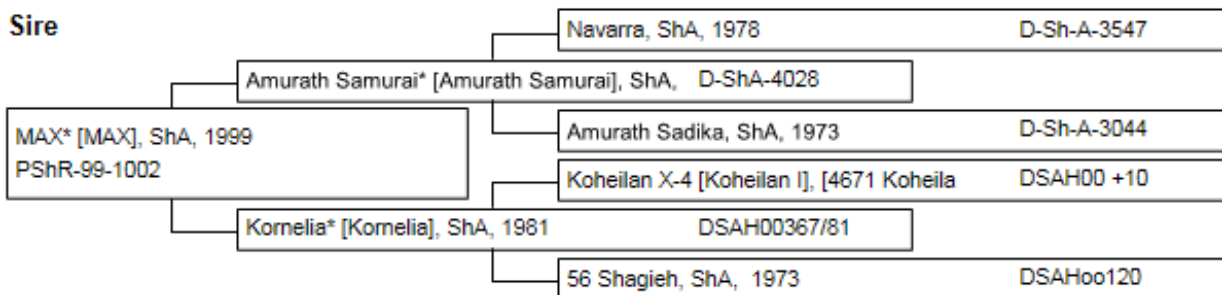 Sire
Navarra, ShA, 1978 D-Sh-A-3547
Amurath Samurai* [Amurath Samurai], ShA, D-ShA-4028
MAX* [MAX], ShA, 1999
PShR-99-1002
Amurath Sadika, ShA, 1973 D-Sh-A-3044
Koheilan X-4 [Koheilan I], [4671 Koheila DSAH00 +10
Kornelia* [Kornelia], ShA, 1981 DSAH00367/81
56 Shagieh, ShA, 1973 DSAHoo120